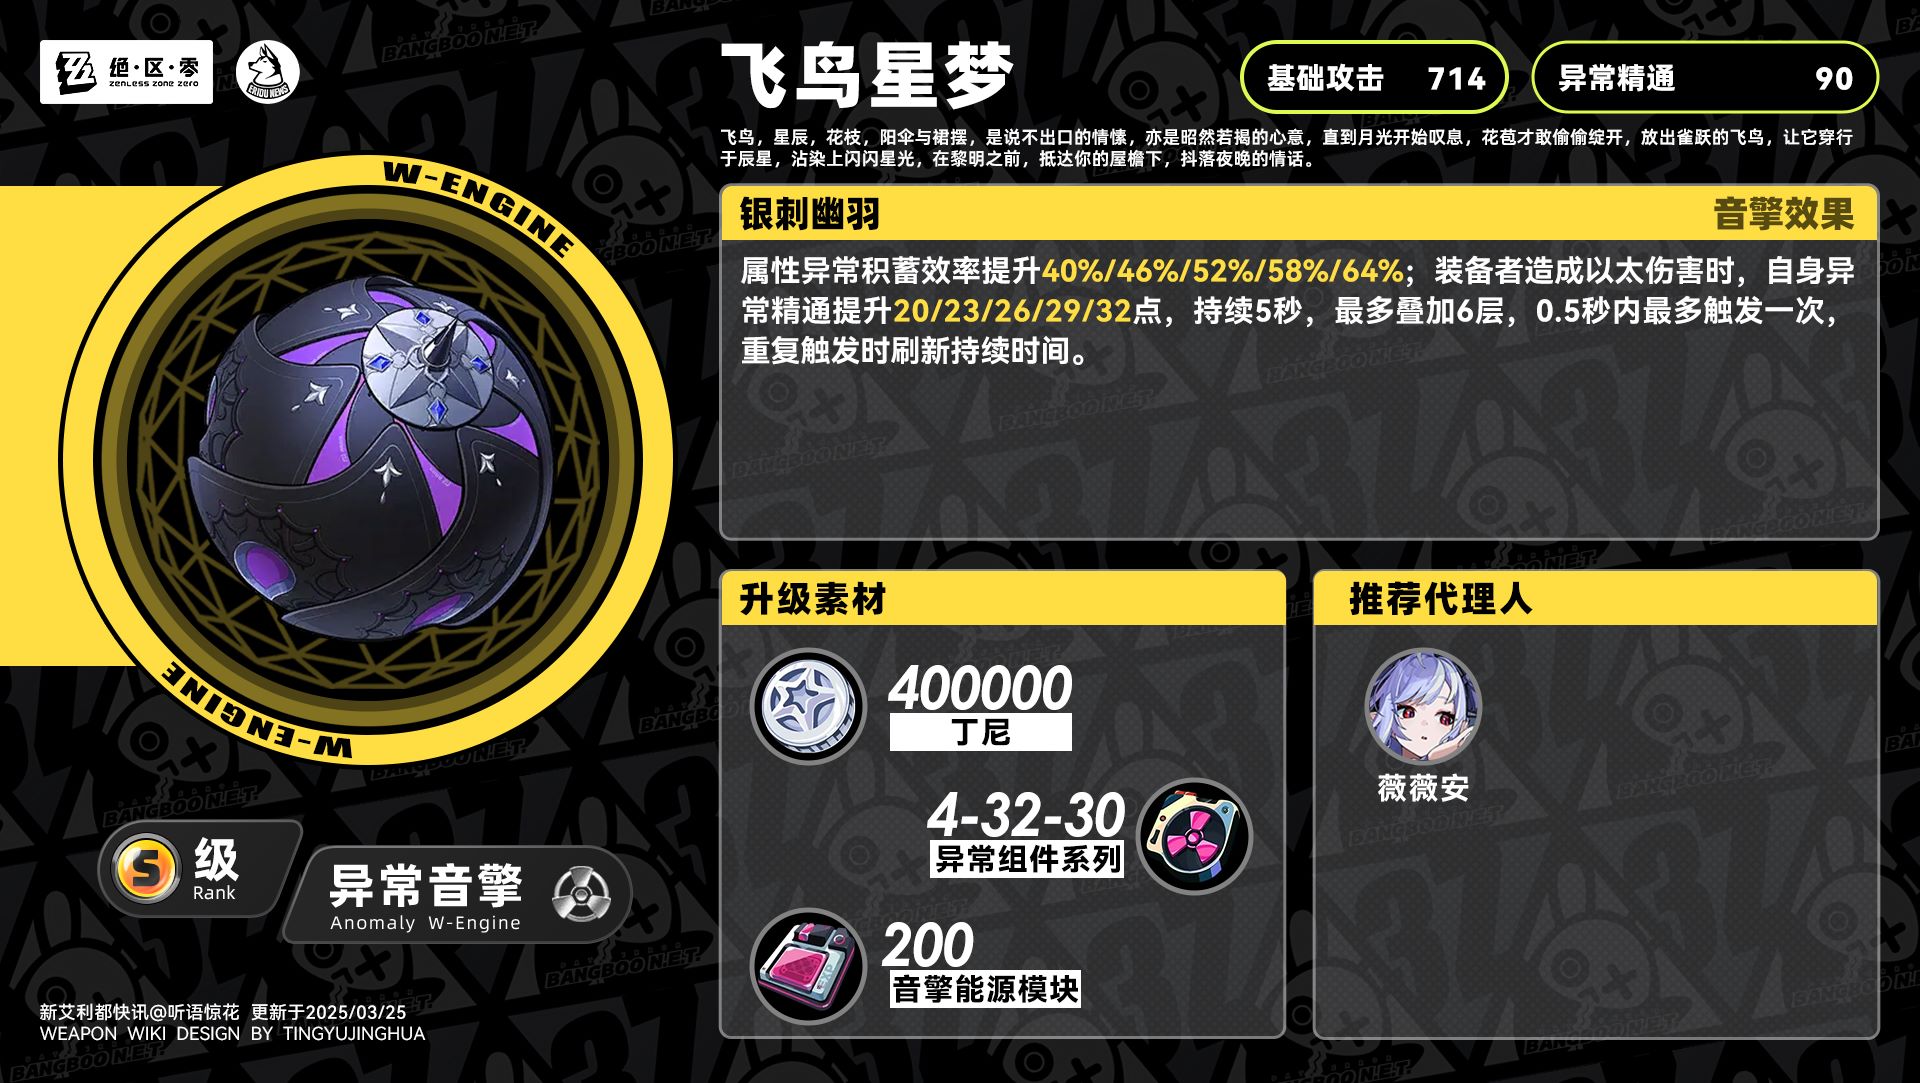 绝·区·零
ZENLESS ZONE ZERO
ERIDU NEWS
飞鸟星梦
基础攻击 714
异常精通 90
飞鸟，星辰，花枝，阳伞与裙摆，是说不出口的情愫，亦是昭然若揭的心意，直到月光开始叹息，花苞才敢偷偷绽开，放出雀跃的飞鸟，让它穿行
于辰星，沾染上闪闪星光，在黎明之前，抵达你的屋檐下，抖落夜晚的情话。
W-ENGINE
W-ENGINE
银刺幽羽 音擎效果
属性异常积蓄效率提升40%/46%/52%/58%/64%；装备者造成以太伤害时，自身异
常精通提升20/23/26/29/32点，持续5秒，最多叠加6层，0.5秒内最多触发一次，
重复触发时刷新持续时间。
升级素材
400000
丁尼
4-32-30
异常组件系列
200
音擎能源模块
推荐代理人
薇薇安
S 级
Rank
异常音擎
Anomaly W-Engine
新艾利都快讯@听语惊花 更新于2025/03/25
WEAPON WIKI DESIGN BY TINGYUJINGHUA
BANGBOO N.E.T.